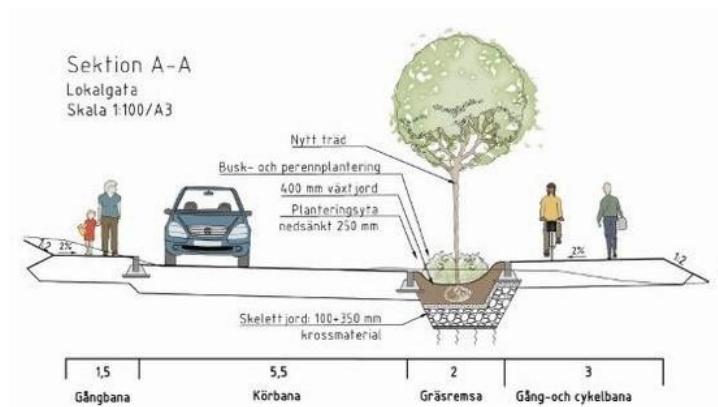 Sektion A-A
Lokalgata
Skala 1:100/A3
Nytt träd
Busk- och perennplantering
400 mm växtjord
Planteringsyta
nedsänkt 250 mm
1:2
2%
2%
1:2
Skelettjord: 100+350 mm
krossmaterial
1,5
5,5
2
3
Gångbana
Körbana
Gräsremsa
Gång-och cykelbana